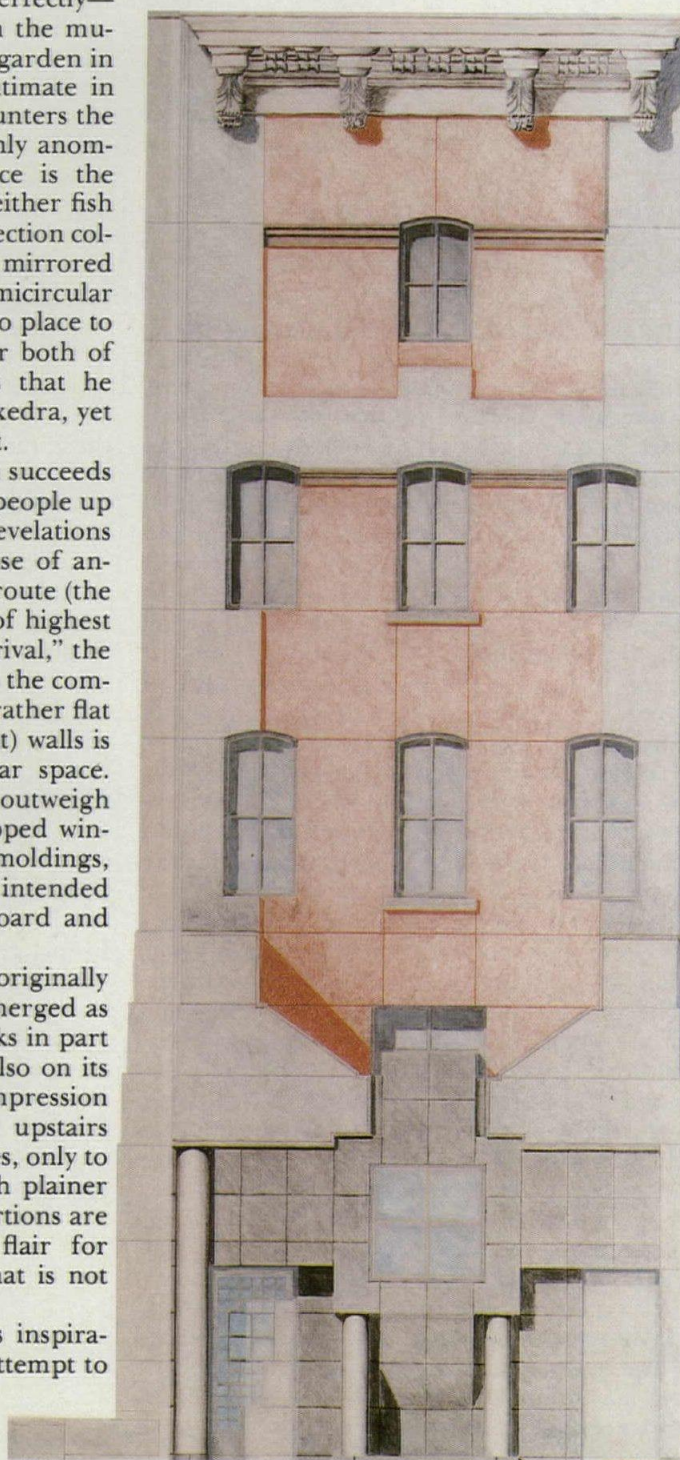 erfectly—
n the mu-
garden in
timate in
unters the
nly anom-
ce is the
either fish
ection col-
mirrored
micircular
o place to
r both of
that he
xedra, yet
t.
succeeds
people up
evelations
se of an-
route (the
of highest
rival,” the
the com-
rather flat
t) walls is
ar space.
outweigh
pped win-
moldings,
intended
oard and
originally
merged as
ks in part
lso on its
mpression
upstairs
s, only to
h plainer
rtions are
flair for
hat is not
s inspira-
ttempt to